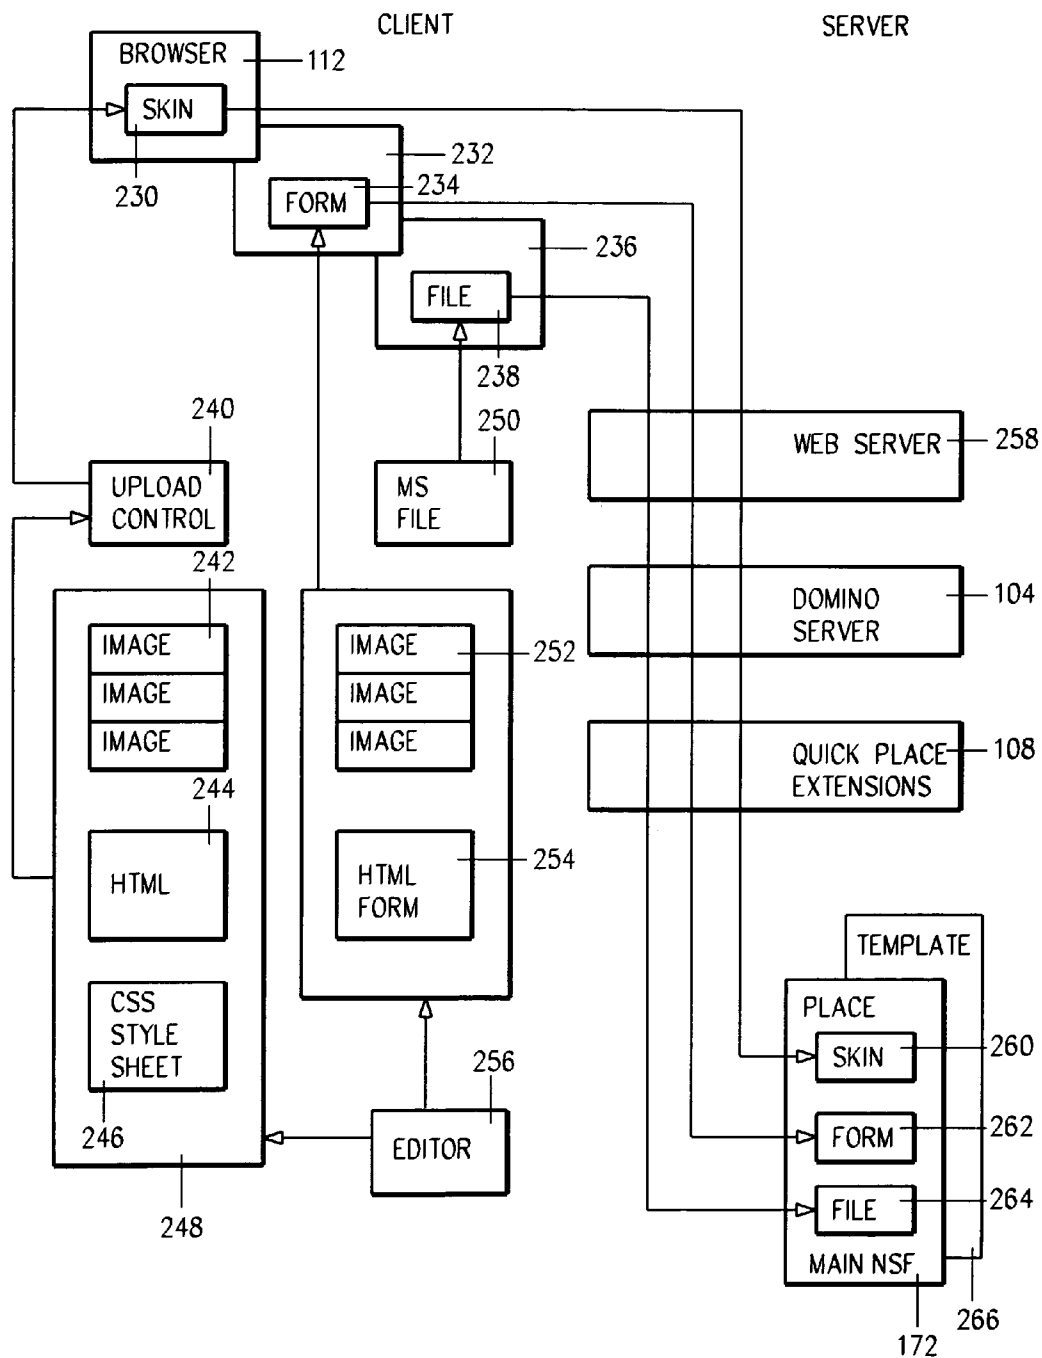 CLIENT
SERVER
BROWSER
112
SKIN
230
232
234
FORM
236
FILE
238
240
250
UPLOAD
CONTROL
MS
FILE
WEB SERVER
258
242
IMAGE
IMAGE
IMAGE
IMAGE
252
IMAGE
IMAGE
DOMINO
SERVER
104
QUICK PLACE
EXTENSIONS
108
244
HTML
HTML
FORM
254
CSS
STYLE
SHEET
246
248
256
EDITOR
TEMPLATE
PLACE
SKIN
260
FORM
262
FILE
264
MAIN NSF
266
172